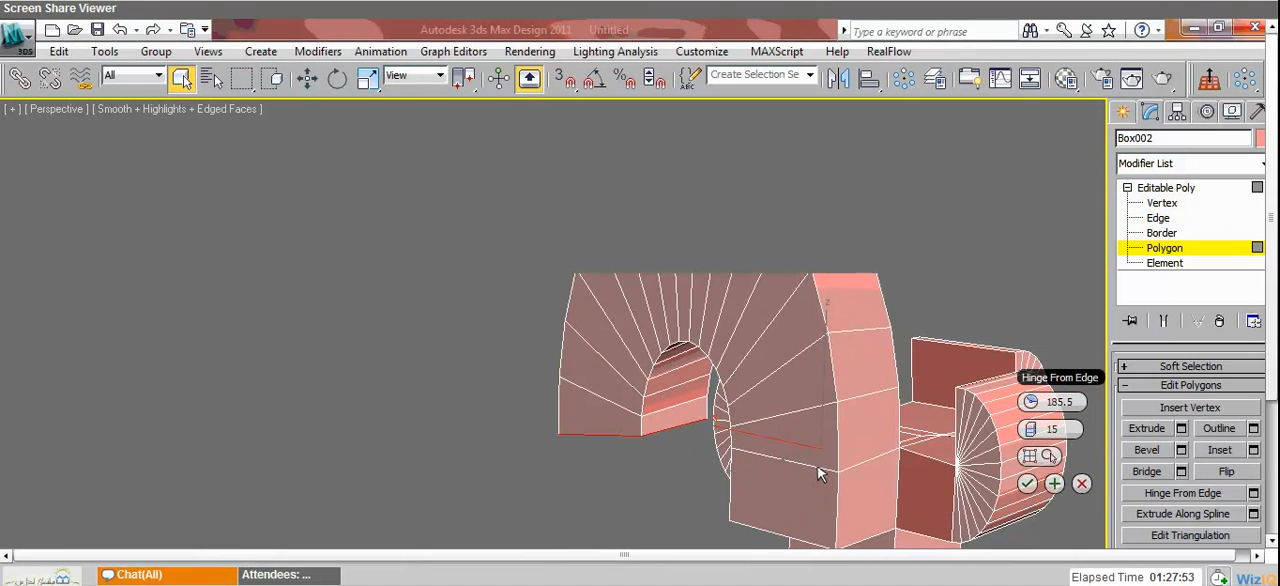 Screen Share Viewer
Autodesk 3ds Max Design 2011 Untitled
Type a keyword or phrase
3DS
Edit Tools Group Views Create Modifiers Animation Graph Editors Rendering Lighting Analysis Customize MAXScript Help RealFlow
All
View
3
Create Selection Se
ABC
[ + ] [ Perspective ] [ Smooth + Highlights + Edged Faces ]
Box002
Modifier List
Editable Poly
Vertex
Edge
Border
Polygon
Element
z
Soft Selection
Hinge From Edge
Edit Polygons
185.5
Insert Vertex
15
Extrude Outline
Bevel Inset
Bridge Flip
Hinge From Edge
Extrude Along Spline
Edit Triangulation
Chat(All)
Attendees: ...
Elapsed Time 01:27:53